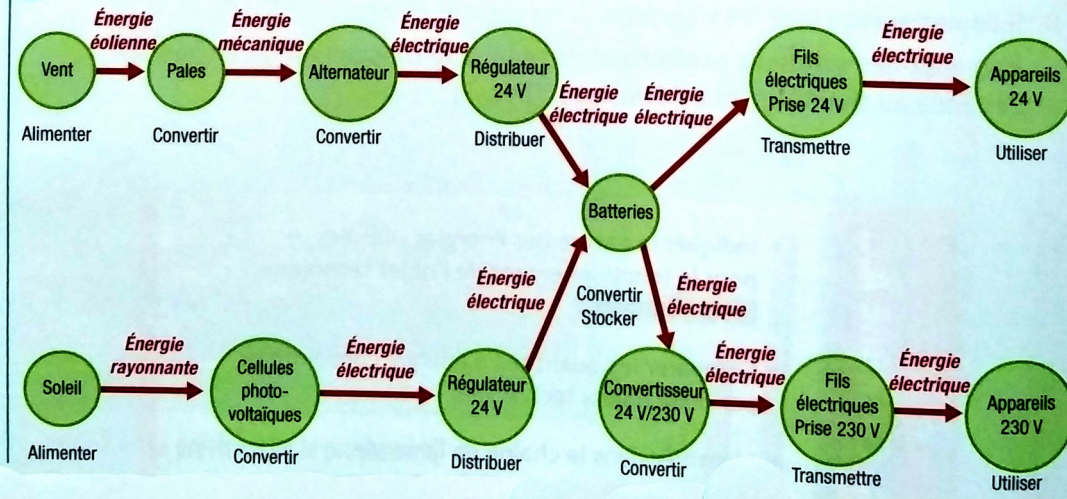 Énergie
éolienne
Énergie
mécanique
Énergie
électrique
Énergie
électrique
Énergie
électrique
Énergie
électrique
Vent
Pales
Alternateur
Régulateur
24 V
Fils
électriques
Prise 24 V
Appareils
24 V
Alimenter
Convertir
Convertir
Distribuer
Transmettre
Utiliser
Batteries
Convertir
Stocker
Énergie
électrique
Énergie
électrique
Énergie
rayonnante
Énergie
électrique
Énergie
électrique
Énergie
électrique
Soleil
Cellules
photo-
voltaïques
Régulateur
24 V
Convertisseur
24 V/230 V
Fils
électriques
Prise 230 V
Appareils
230 V
Alimenter
Convertir
Distribuer
Convertir
Transmettre
Utiliser